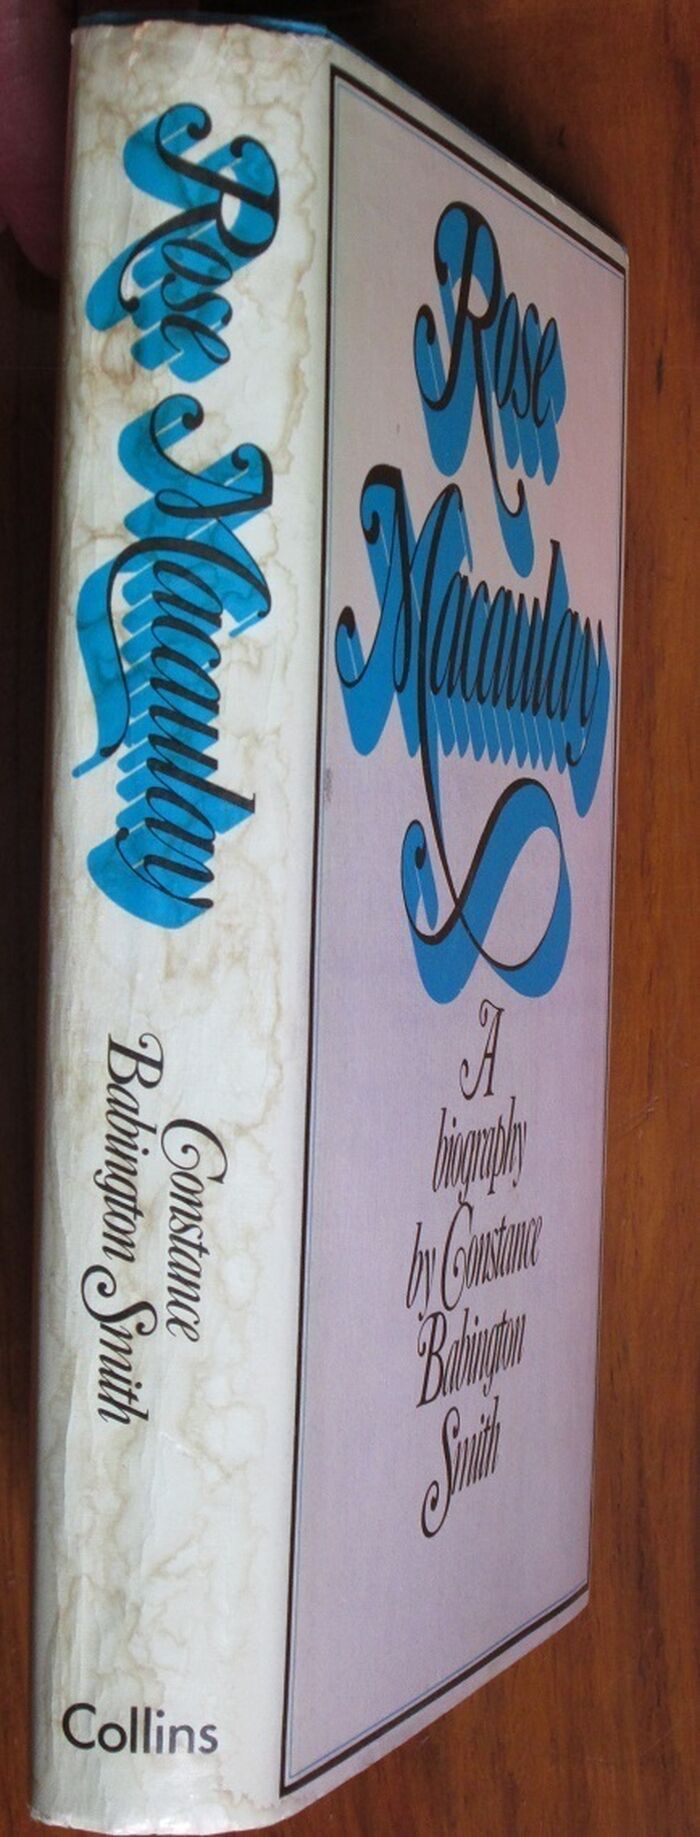 Rose Macaulay
Constance
Babington Smith
Collins
Rose
Macaulay
A
biography
by Constance
Babington
Smith